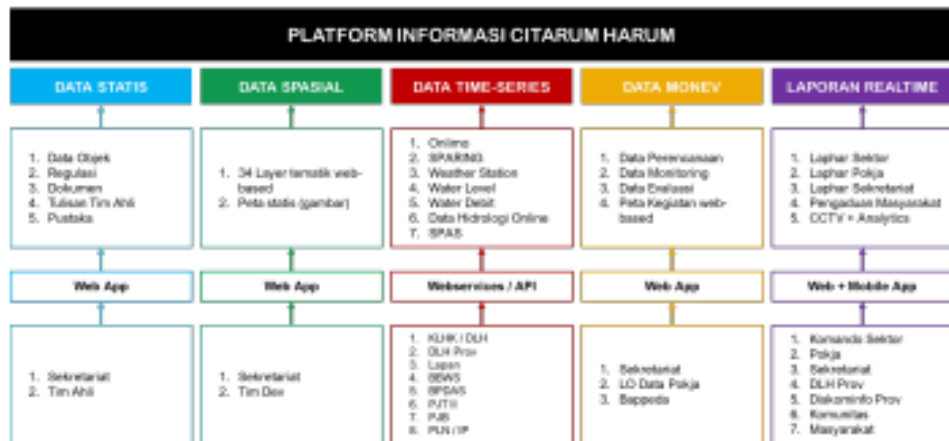 PLATFORM INFORMASI CITARUM HARUM
DATA STATIS
1. Data Objek
2. Regulasi
3. Dokumen
4. Tulisan Tim Ahli
5. Pustaka
Web App
1. Sekretariat
2. Tim Ahli
DATA SPASIAL
1. 34 Layer tematik web-
based
2. Peta statis (gambar)
Web App
1. Sekretariat
2. Tim Dev
DATA TIME-SERIES
1. Onlimo
2. SPARING
3. Weather Station
4. Water Level
5. Water Debit
6. Data Hidrologi Online
7. SPAS
Webservices / API
1. KLHK / DLH
2. DLH Prov
3. Lapan
4. BBWS
5. BPDAS
6. PJT II
7. PJB
8. PLN / IP
DATA MONEV
1. Data Perencanaan
2. Data Monitoring
3. Data Evaluasi
4. Peta Kegiatan web-
based
Web App
1. Sekretariat
2. LO Data Pokja
3. Bappeda
LAPORAN REALTIME
1. Laphar Sektor
2. Laphar Pokja
3. Laphar Sekretariat
4. Pengaduan Masyarakat
5. CCTV + Analytics
Web + Mobile App
1. Komando Sektor
2. Pokja
3. Sekretariat
4. DLH Prov
5. Diskominfo Prov
6. Komunitas
7. Masyarakat